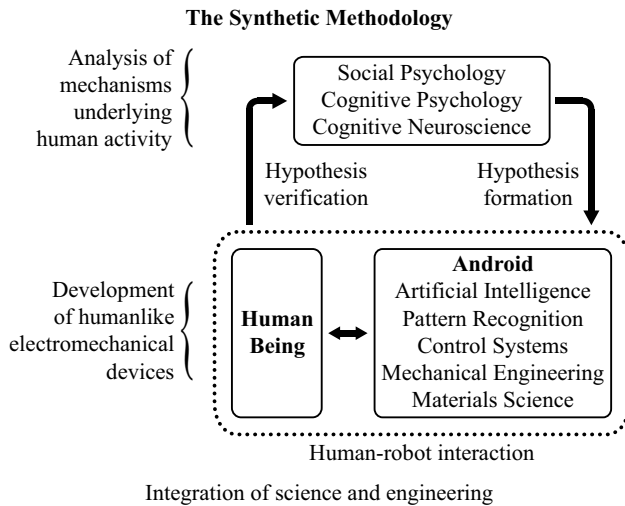 The Synthetic Methodology
Analysis of
mechanisms
underlying
human activity
Social Psychology
Cognitive Psychology
Cognitive Neuroscience
Hypothesis
verification
Hypothesis
formation
Development
of humanlike
electromechanical
devices
Human
Being
Android
Artificial Intelligence
Pattern Recognition
Control Systems
Mechanical Engineering
Materials Science
Human-robot interaction
Integration of science and engineering